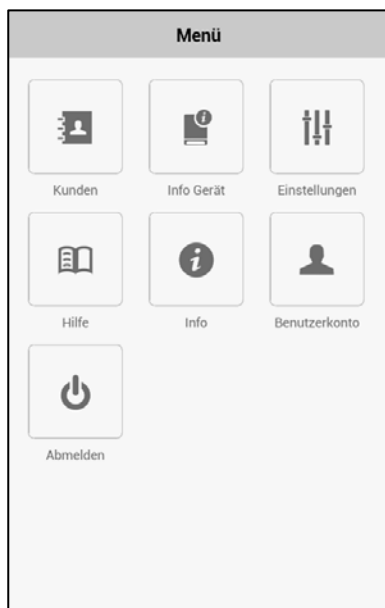 Menü
Kunden
Info Gerät
Einstellungen
Hilfe
Info
Benutzerkonto
Abmelden